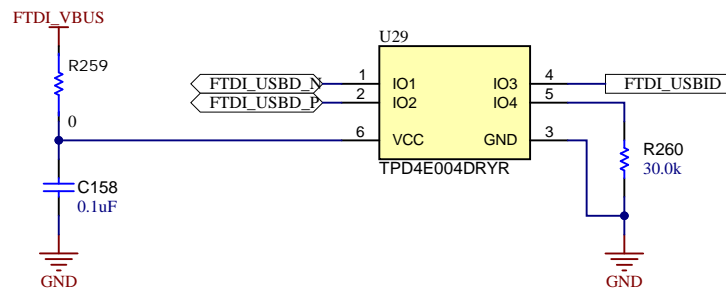 FTDI_VBUS
R259
0
C158
0.1uF
GND
FTDI_USBD_N
FTDI_USBD_P
U29
1 IO1 IO3 4
2 IO2 IO4 5
6 VCC GND 3
TPD4E004DRYR
FTDI_USBID
R260
30.0k
GND